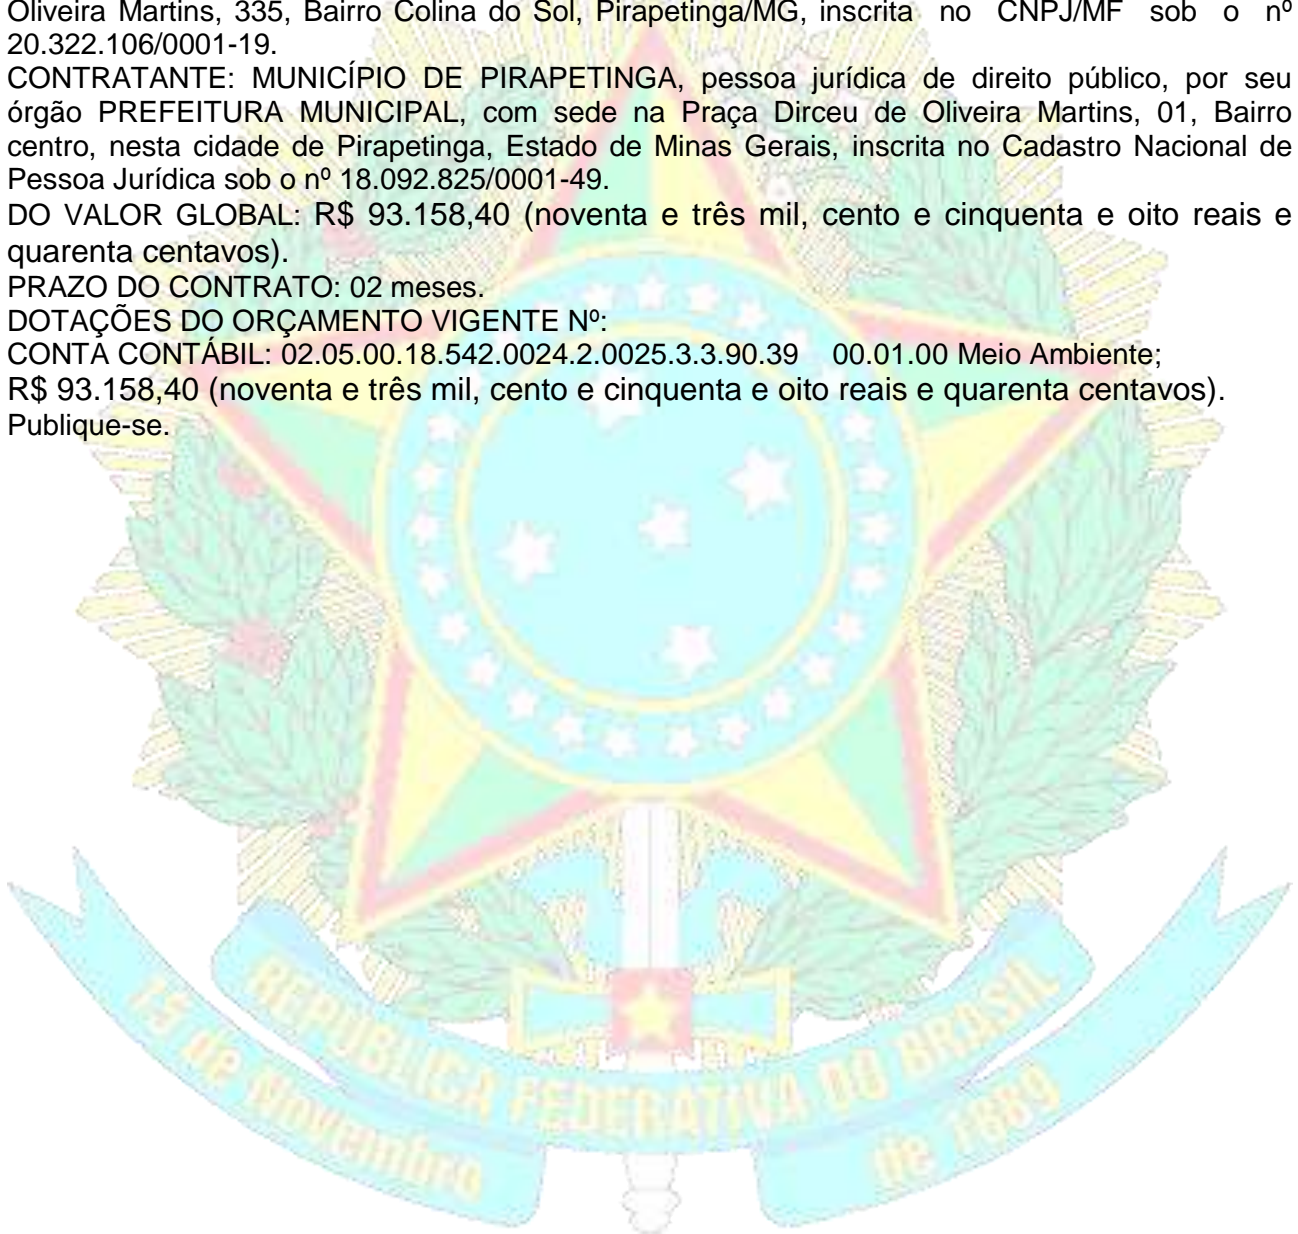 Oliveira Martins, 335, Bairro Colina do Sol, Pirapetinga/MG, inscrita no CNPJ/MF sob o nº
20.322.106/0001-19.
CONTRATANTE: MUNICÍPIO DE PIRAPETINGA, pessoa jurídica de direito público, por seu
órgão PREFEITURA MUNICIPAL, com sede na Praça Dirceu de Oliveira Martins, 01, Bairro
centro, nesta cidade de Pirapetinga, Estado de Minas Gerais, inscrita no Cadastro Nacional de
Pessoa Jurídica sob o nº 18.092.825/0001-49.
DO VALOR GLOBAL: R$ 93.158,40 (noventa e três mil, cento e cinquenta e oito reais e
quarenta centavos).
PRAZO DO CONTRATO: 02 meses.
DOTAÇÕES DO ORÇAMENTO VIGENTE Nº:
CONTA CONTÁBIL: 02.05.00.18.542.0024.2.0025.3.3.90.39 00.01.00 Meio Ambiente;
R$ 93.158,40 (noventa e três mil, cento e cinquenta e oito reais e quarenta centavos).
Publique-se.
REPUBLICA FEDERATIVA DO BRASIL
15 de Novembro de 1889